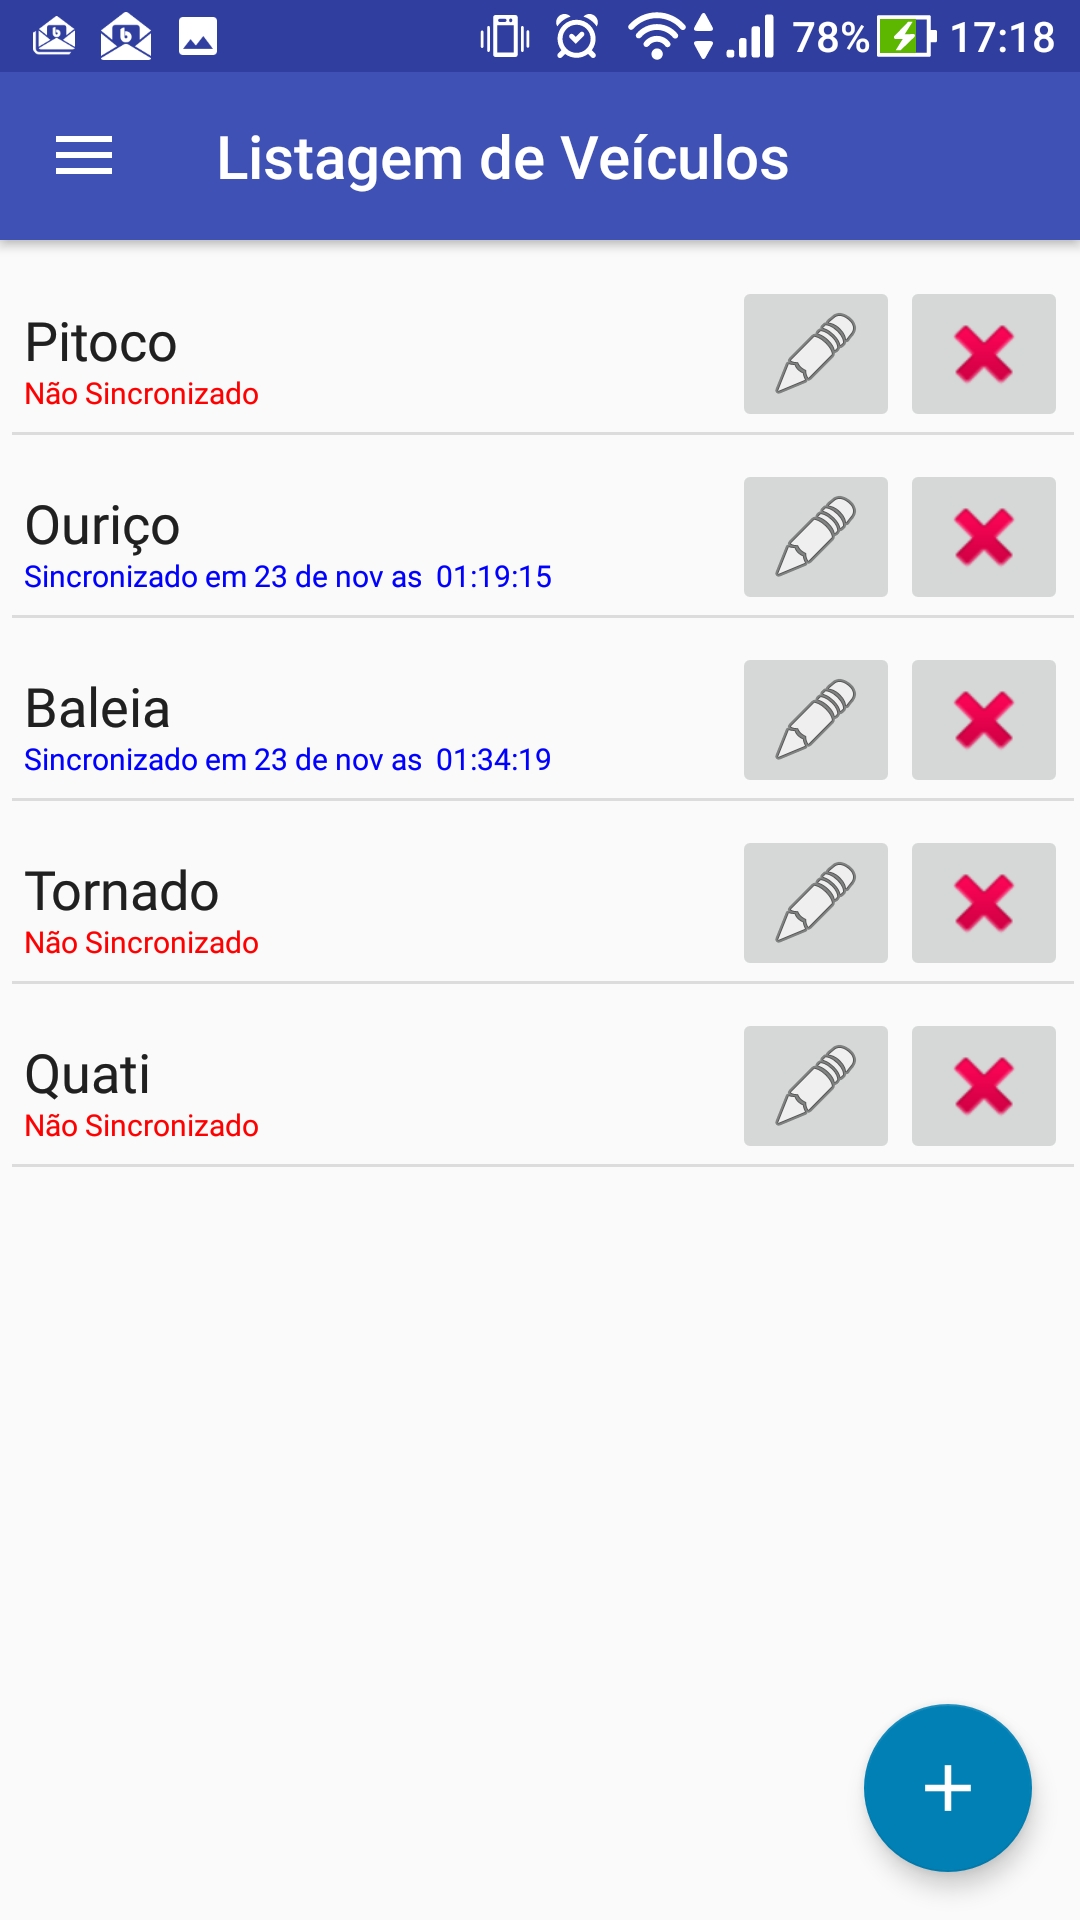 78% 17:18
Listagem de Veículos
Pitoco
Não Sincronizado
Ouriço
Sincronizado em 23 de nov as  01:19:15
Baleia
Sincronizado em 23 de nov as  01:34:19
Tornado
Não Sincronizado
Quati
Não Sincronizado